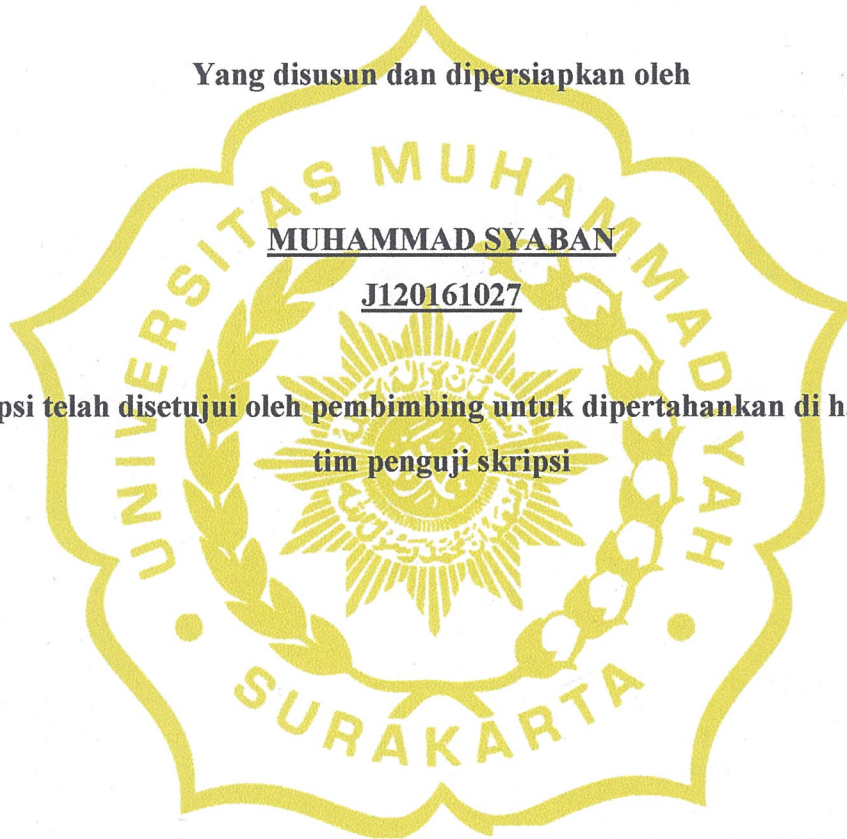 Yang disusun dan dipersiapkan oleh
MUHAMMAD SYABAN
J120161027
psi telah disetujui oleh pembimbing untuk dipertahankan di h
tim penguji skripsi
UNIVERSITAS MUHAMMADIYAH
SURAKARTA